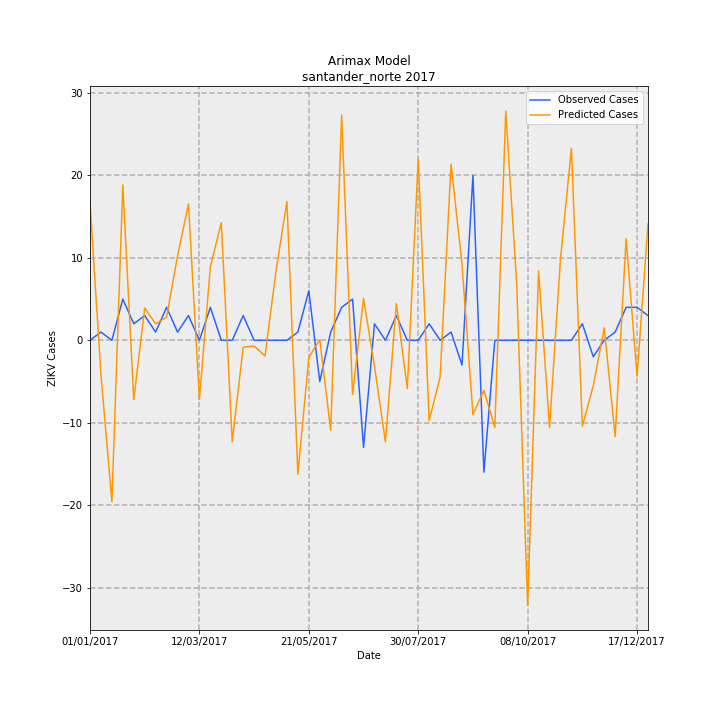 Arimax Model
santander_norte 2017
Observed Cases
Predicted Cases
30
20
10
0
−10
−20
−30
ZIKV Cases
01/01/2017 12/03/2017 21/05/2017 30/07/2017 08/10/2017 17/12/2017
Date